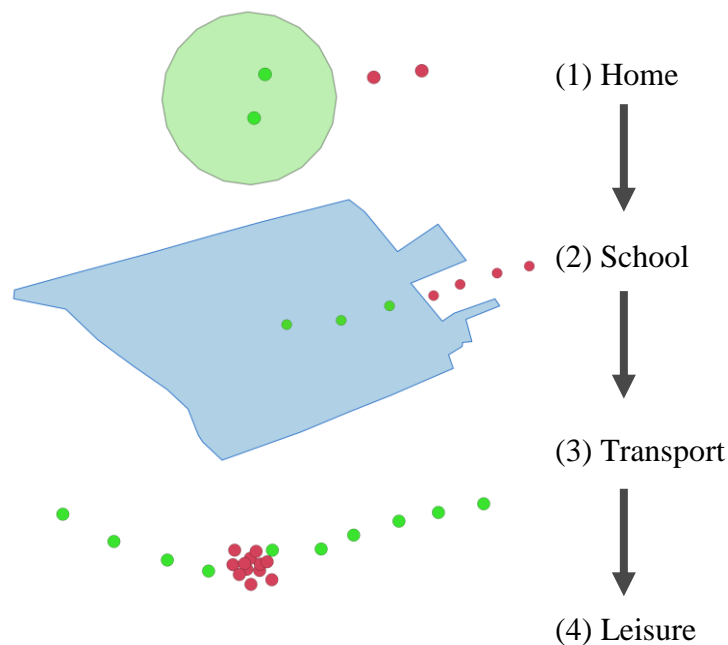 (1) Home
(2) School
(3) Transport
(4) Leisure